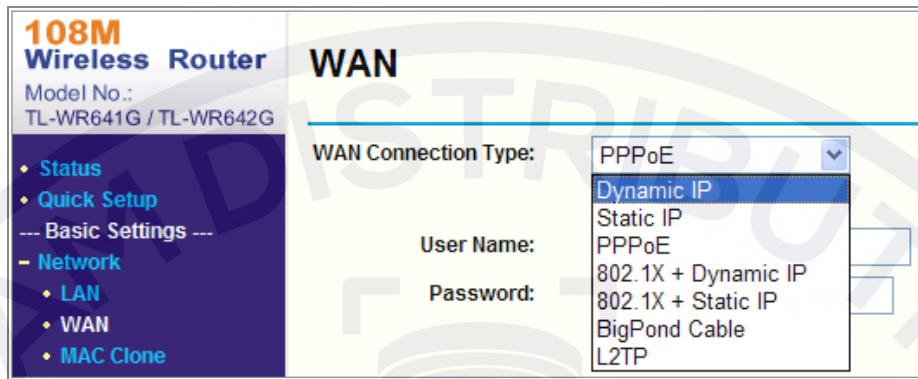 108M
Wireless Router
Model No.:
TL-WR641G / TL-WR642G
• Status
• Quick Setup
--- Basic Settings ---
– Network
• LAN
• WAN
• MAC Clone
WAN
WAN Connection Type:
PPPoE
Dynamic IP
Static IP
PPPoE
802.1X + Dynamic IP
802.1X + Static IP
BigPond Cable
L2TP
User Name:
Password:
AM DISTRIBUT